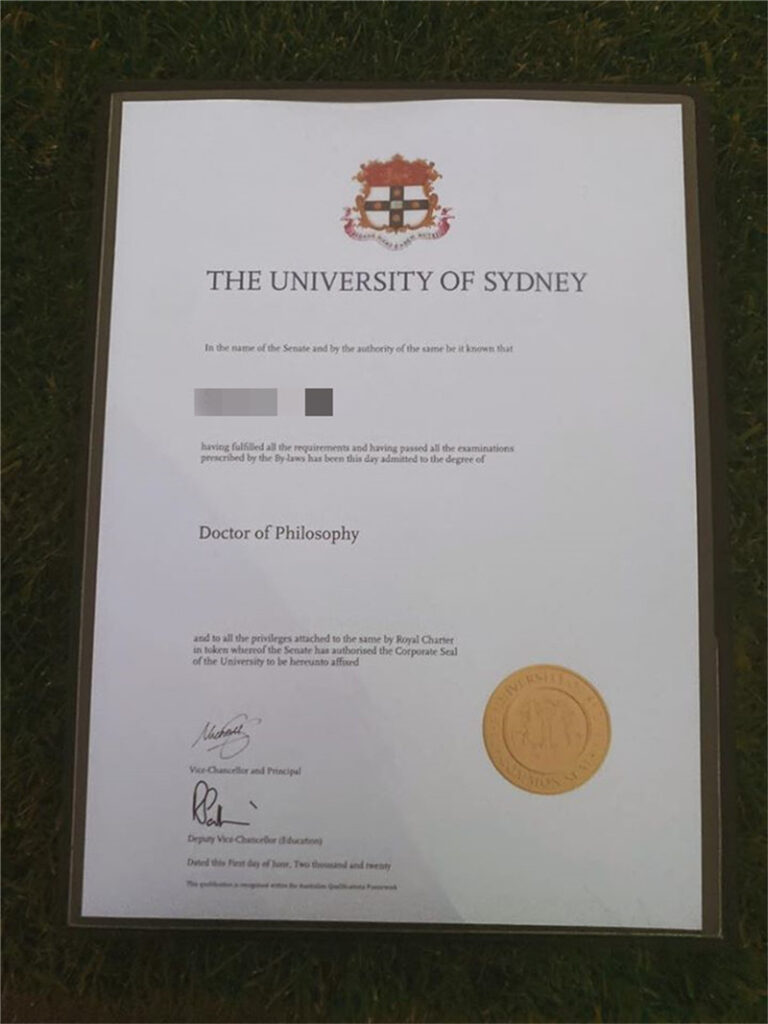 THE UNIVERSITY OF SYDNEY
In the name of the Senate and by the authority of the same be it known that
having fulfilled all the requirements and having passed all the examinations
prescribed by the By-laws has been this day admitted to the degree of
Doctor of Philosophy
and to all the privileges attached to the same by Royal Charter
in token whereof the Senate has authorised the Corporate Seal
of the University to be hereunto affixed
Vice-Chancellor and Principal
Deputy Vice-Chancellor (Education)
Dated this First day of June, Two thousand and twenty
This qualification is recognised within the Australian Qualifications Framework